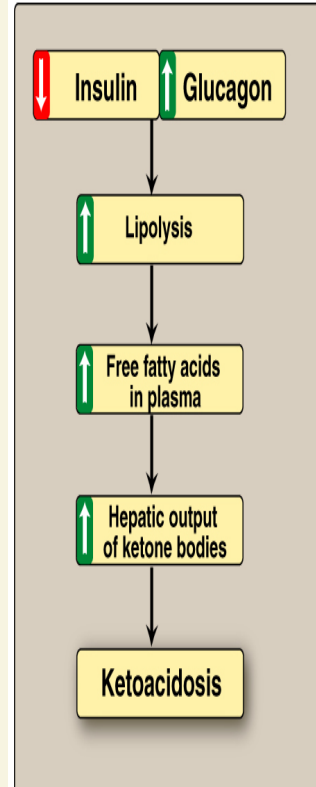 Insulin Glucagon
Lipolysis
Free fatty acids
in plasma
Hepatic output
of ketone bodies
Ketoacidosis